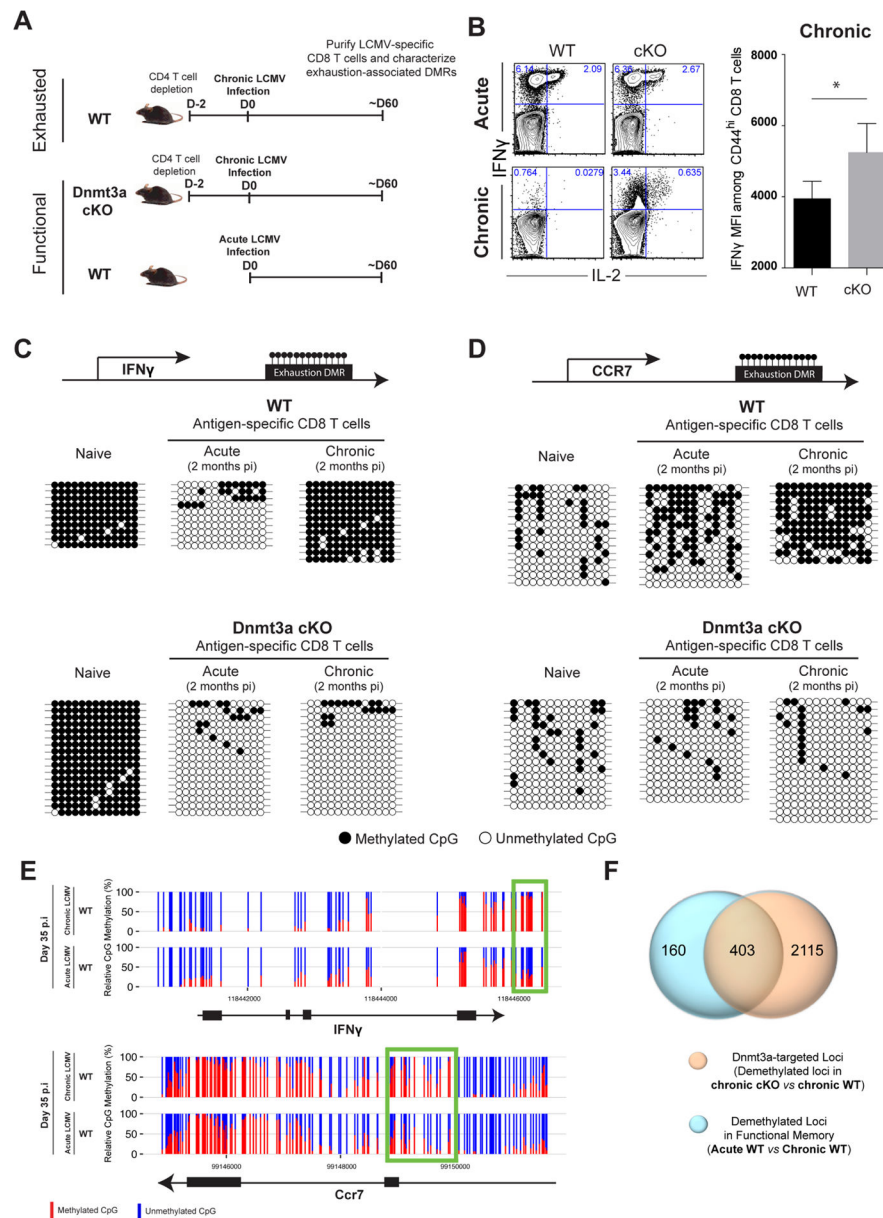 A
Exhausted
WT
CD4 T cell
depletion
D-2
Chronic LCMV
Infection
D0
Purify LCMV-specific
CD8 T cells and characterize
exhaustion-associated DMRs
~D60
Functional
Dnmt3a
cKO
CD4 T cell
depletion
D-2
Chronic LCMV
Infection
D0
~D60
WT
Acute LCMV
Infection
D0
~D60
B
WT
cKO
Acute
6.14
2.09
6.36
2.67
IFNγ
Chronic
0.764
0.0279
3.44
0.635
IL-2
Chronic
IFNγ MFI among CD44hi CD8 T cells
8000
6000
4000
2000
*
WT
cKO
C
IFNγ
Exhaustion DMR
WT
Antigen-specific CD8 T cells
Naive
Acute
(2 months pi)
Chronic
(2 months pi)
Dnmt3a cKO
Antigen-specific CD8 T cells
Naive
Acute
(2 months pi)
Chronic
(2 months pi)
D
CCR7
Exhaustion DMR
WT
Antigen-specific CD8 T cells
Naive
Acute
(2 months pi)
Chronic
(2 months pi)
Dnmt3a cKO
Antigen-specific CD8 T cells
Naive
Acute
(2 months pi)
Chronic
(2 months pi)
Methylated CpG
Unmethylated CpG
E
Day 35 p.i
Chronic LCMV
WT
Acute LCMV
WT
Relative CpG Methylation (%)
100
50
0
100
50
0
118442000
118444000
118446000
IFNγ
Day 35 p.i
Chronic LCMV
WT
Acute LCMV
WT
Relative CpG Methylation (%)
100
50
0
100
50
0
99146000
99148000
99150000
Ccr7
Methylated CpG
Unmethylated CpG
F
160
403
2115
Dnmt3a-targeted Loci
(Demethylated loci in
chronic cKO vs chronic WT)
Demethylated Loci
in Functional Memory
(Acute WT vs Chronic WT)